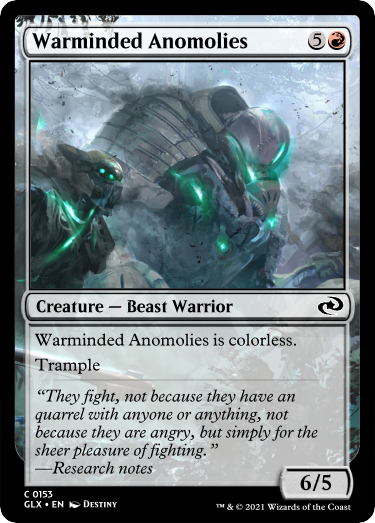 Warminded Anomolies 5
Creature — Beast Warrior
Warminded Anomolies is colorless.
Trample
“They fight, not because they have an
quarrel with anyone or anything, not
because they are angry, but simply for the
sheer pleasure of fighting.”
—Research notes
6/5
C 0153
GLX • EN DESTINY
™ & © 2021 Wizards of the Coast